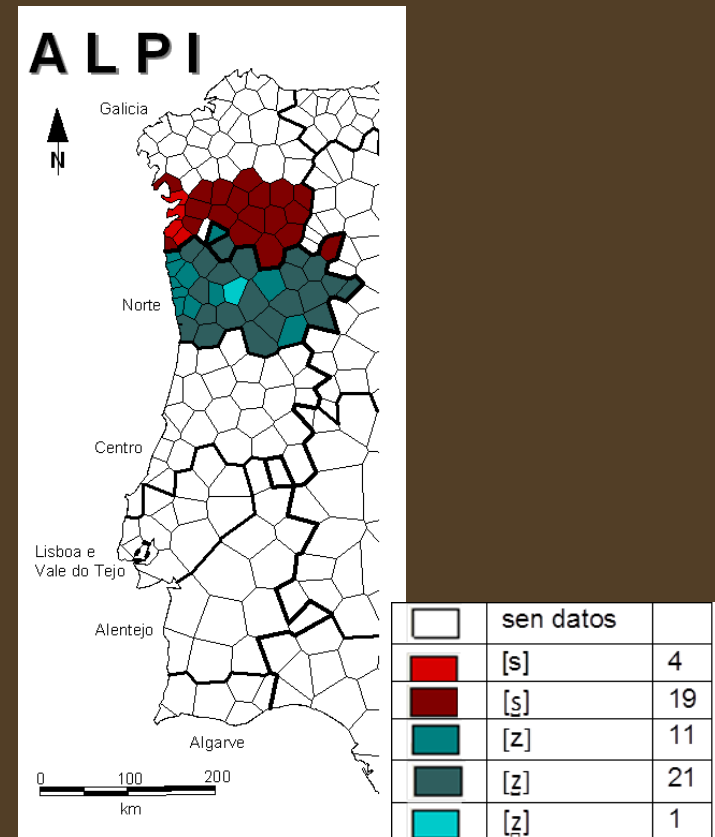 A L P I
Galicia
N
Norte
Centro
Lisboa e
Vale do Tejo
Alentejo
Algarve
0 100 200
km
sen datos
[s] 4
[s̠] 19
[z] 11
[z̠] 21
[z̳] 1